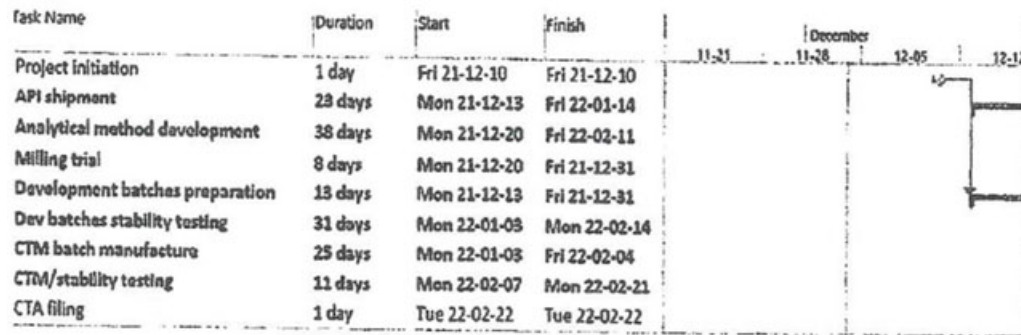 Task Name Duration Start Finish December
11-21 11-28 12-05 12-12
Project initiation 1 day Fri 21-12-10 Fri 21-12-10
API shipment 23 days Mon 21-12-13 Fri 22-01-14
Analytical method development 38 days Mon 21-12-20 Fri 22-02-11
Milling trial 8 days Mon 21-12-20 Fri 21-12-31
Development batches preparation 13 days Mon 21-12-13 Fri 21-12-31
Dev batches stability testing 31 days Mon 22-01-03 Mon 22-02-14
CTM batch manufacture 25 days Mon 22-01-03 Fri 22-02-04
CTM/stability testing 11 days Mon 22-02-07 Mon 22-02-21
CTA filing 1 day Tue 22-02-22 Tue 22-02-22